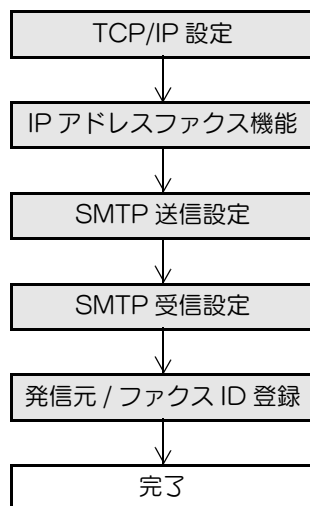 TCP/IP 設定
IP アドレスファクス機能
SMTP 送信設定
SMTP 受信設定
発信元 / ファクス ID 登録
完了